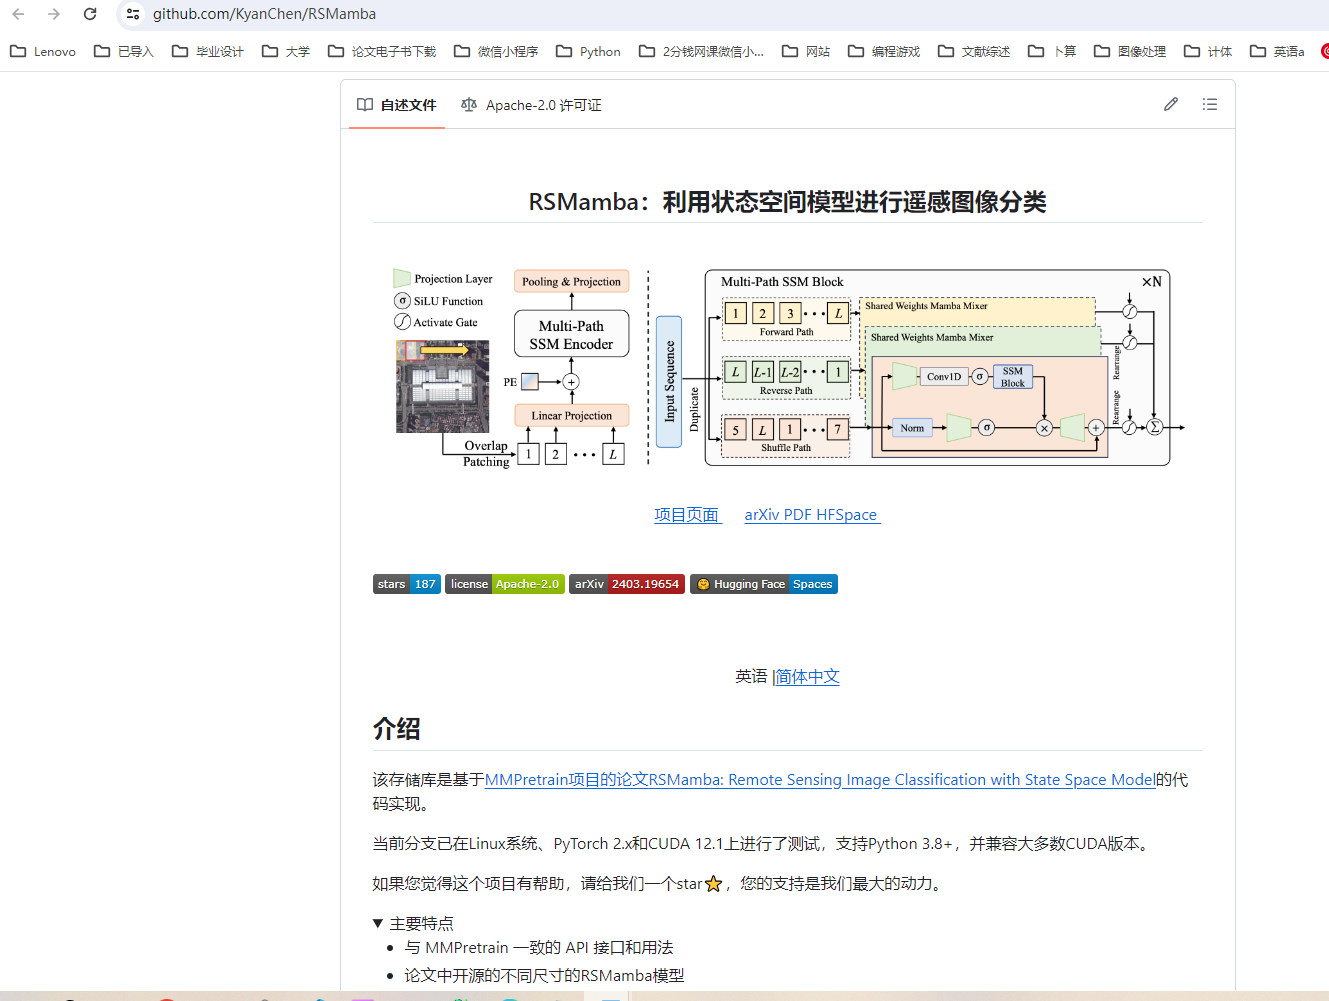 github.com/KyanChen/RSMamba
Lenovo 已导入 毕业设计 大学 论文电子书下载 微信小程序 Python 2分钱网课微信小... 网站 编程游戏 文献综述 卜算 图像处理 计体 英语a
自述文件 Apache-2.0 许可证
RSMamba：利用状态空间模型进行遥感图像分类
Projection Layer
σ SiLU Function
Activate Gate
Pooling & Projection
Multi-Path
SSM Encoder
PE
+
Linear Projection
Overlap
Patching
1 2 • • • L
Input Sequence
Duplicate
Multi-Path SSM Block
×N
1 2 3 • • • L
Forward Path
L L-1 L-2 • • • 1
Reverse Path
5 L 1 • • • 7
Shuffle Path
Shared Weights Mamba Mixer
Shared Weights Mamba Mixer
Conv1D σ SSM
Block
Norm σ × + Σ
Rearrange
Rearrange
项目页面 arXiv PDF HFSpace
stars 187 license Apache-2.0 arXiv 2403.19654 Hugging Face Spaces
英语 |简体中文
介绍
该存储库是基于MMPretrain项目的论文RSMamba: Remote Sensing Image Classification with State Space Model的代
码实现。
当前分支已在Linux系统、PyTorch 2.x和CUDA 12.1上进行了测试，支持Python 3.8+，并兼容大多数CUDA版本。
如果您觉得这个项目有帮助，请给我们一个star⭐，您的支持是我们最大的动力。
▼ 主要特点
• 与 MMPretrain 一致的 API 接口和用法
• 论文中开源的不同尺寸的RSMamba模型